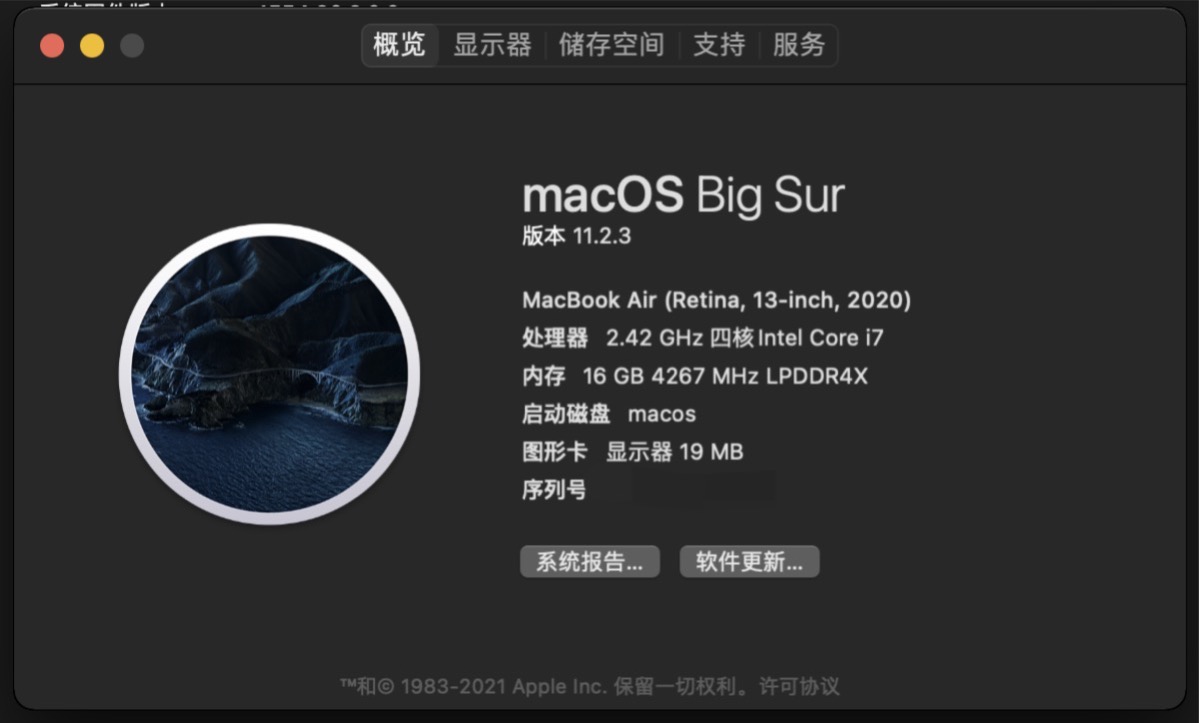 概览 显示器 储存空间 支持 服务
macOS Big Sur
版本 11.2.3
MacBook Air (Retina, 13-inch, 2020)
处理器 2.42 GHz 四核Intel Core i7
内存 16 GB 4267 MHz LPDDR4X
启动磁盘 macos
图形卡 显示器 19 MB
序列号
系统报告...
软件更新...
™和© 1983-2021 Apple Inc. 保留一切权利。许可协议